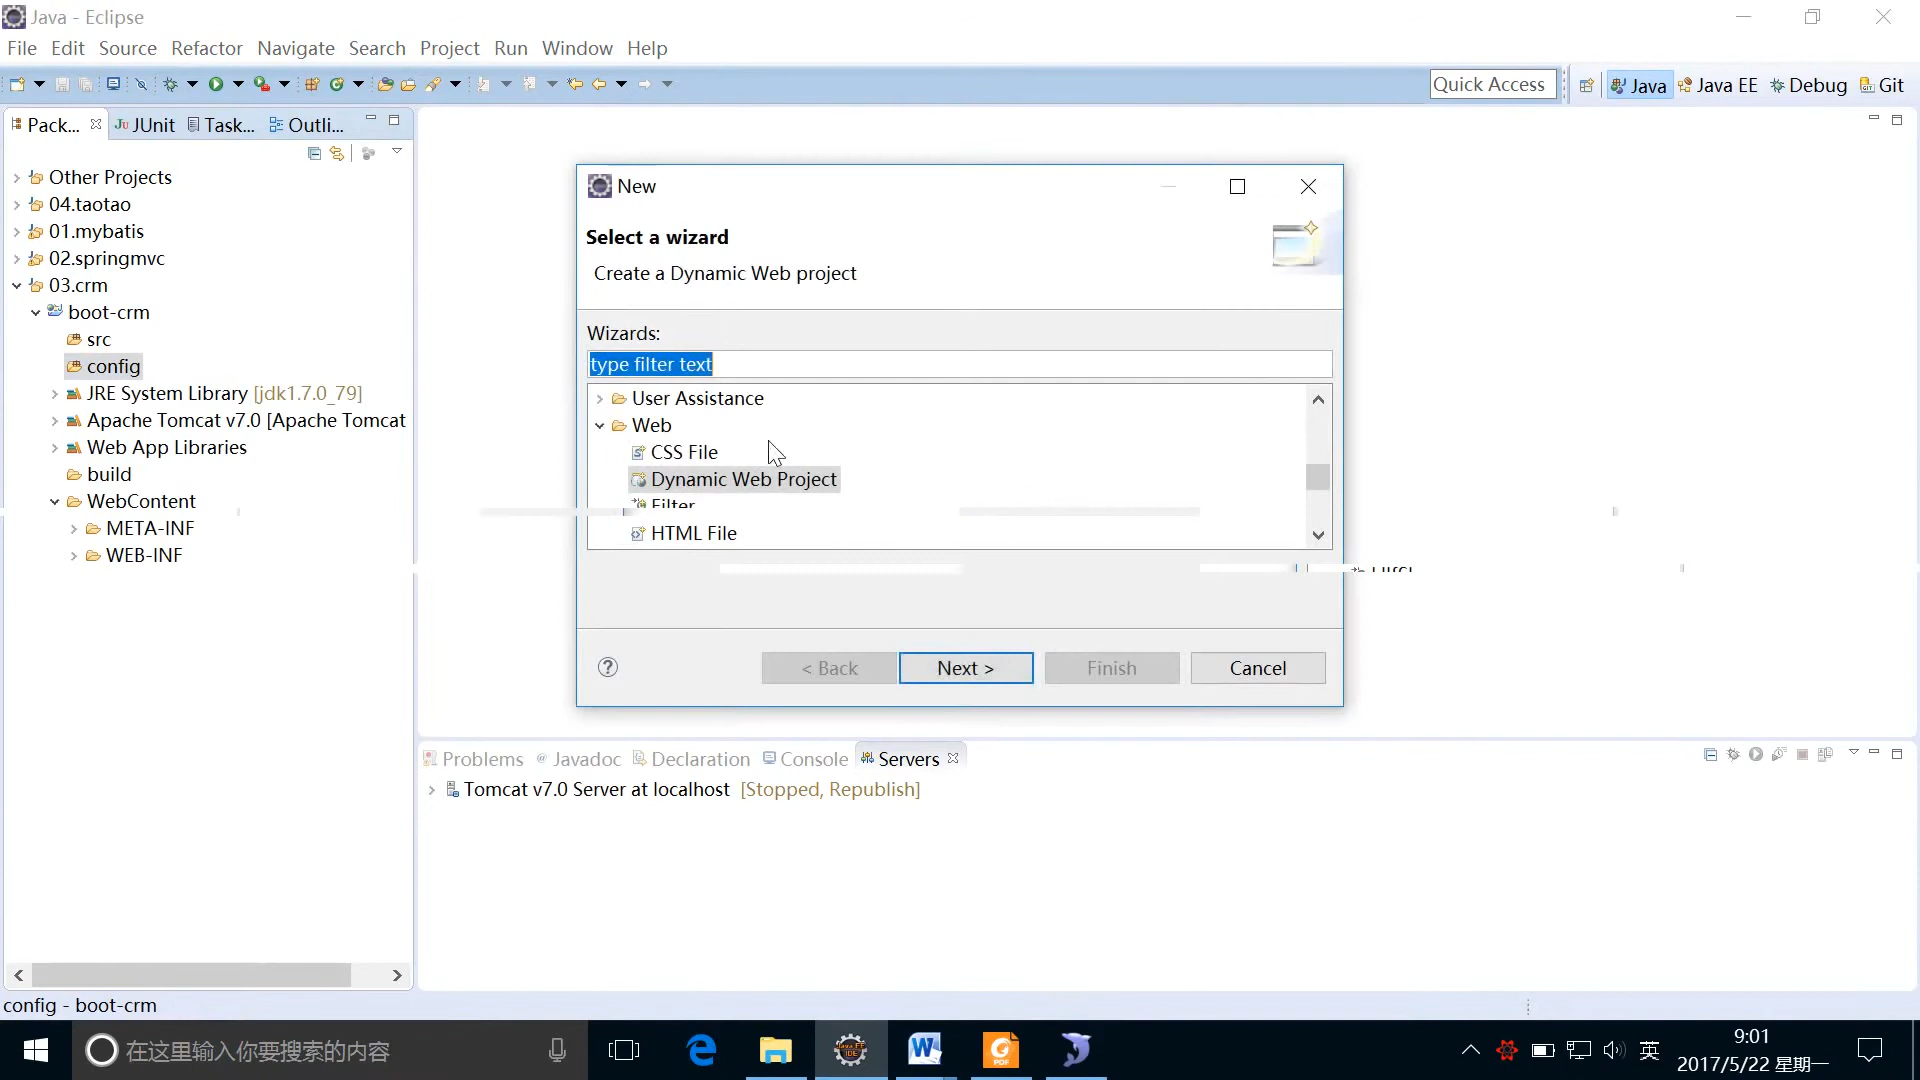 Java - Eclipse
File Edit Source Refactor Navigate Search Project Run Window Help
Quick Access Java Java EE Debug Git
Pack... JUnit Task... Outli...
Other Projects
04.taotao
01.mybatis
02.springmvc
03.crm
boot-crm
src
config
JRE System Library [jdk1.7.0_79]
Apache Tomcat v7.0 [Apache Tomcat
Web App Libraries
build
WebContent
META-INF
WEB-INF
New
Select a wizard
Create a Dynamic Web project
Wizards:
type filter text
User Assistance
Web
CSS File
Dynamic Web Project
Filter
HTML File
< Back Next > Finish Cancel
Problems Javadoc Declaration Console Servers
Tomcat v7.0 Server at localhost [Stopped, Republish]
config - boot-crm
在这里输入你要搜索的内容
英
9:01
2017/5/22 星期一